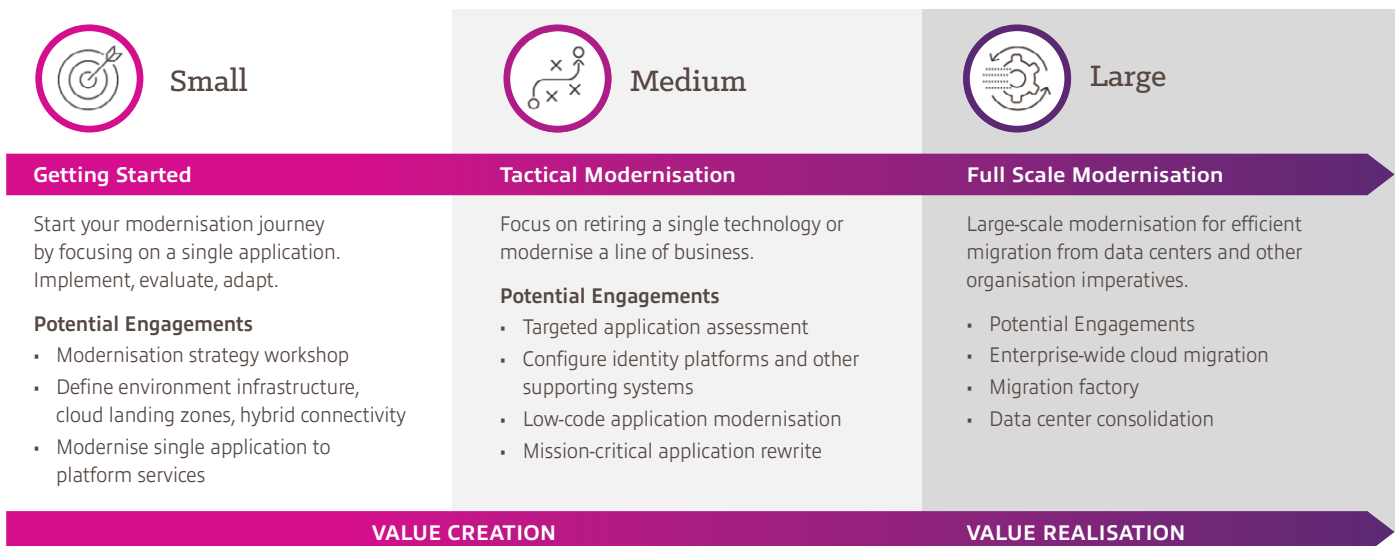 Small
Getting Started
Start your modernisation journey
by focusing on a single application.
Implement, evaluate, adapt.
Potential Engagements
• Modernisation strategy workshop
• Define environment infrastructure,
cloud landing zones, hybrid connectivity
• Modernise single application to
platform services
Medium
Tactical Modernisation
Focus on retiring a single technology or
modernise a line of business.
Potential Engagements
• Targeted application assessment
• Configure identity platforms and other
supporting systems
• Low-code application modernisation
• Mission-critical application rewrite
Large
Full Scale Modernisation
Large-scale modernisation for efficient
migration from data centers and other
organisation imperatives.
• Potential Engagements
• Enterprise-wide cloud migration
• Migration factory
• Data center consolidation
VALUE CREATION
VALUE REALISATION